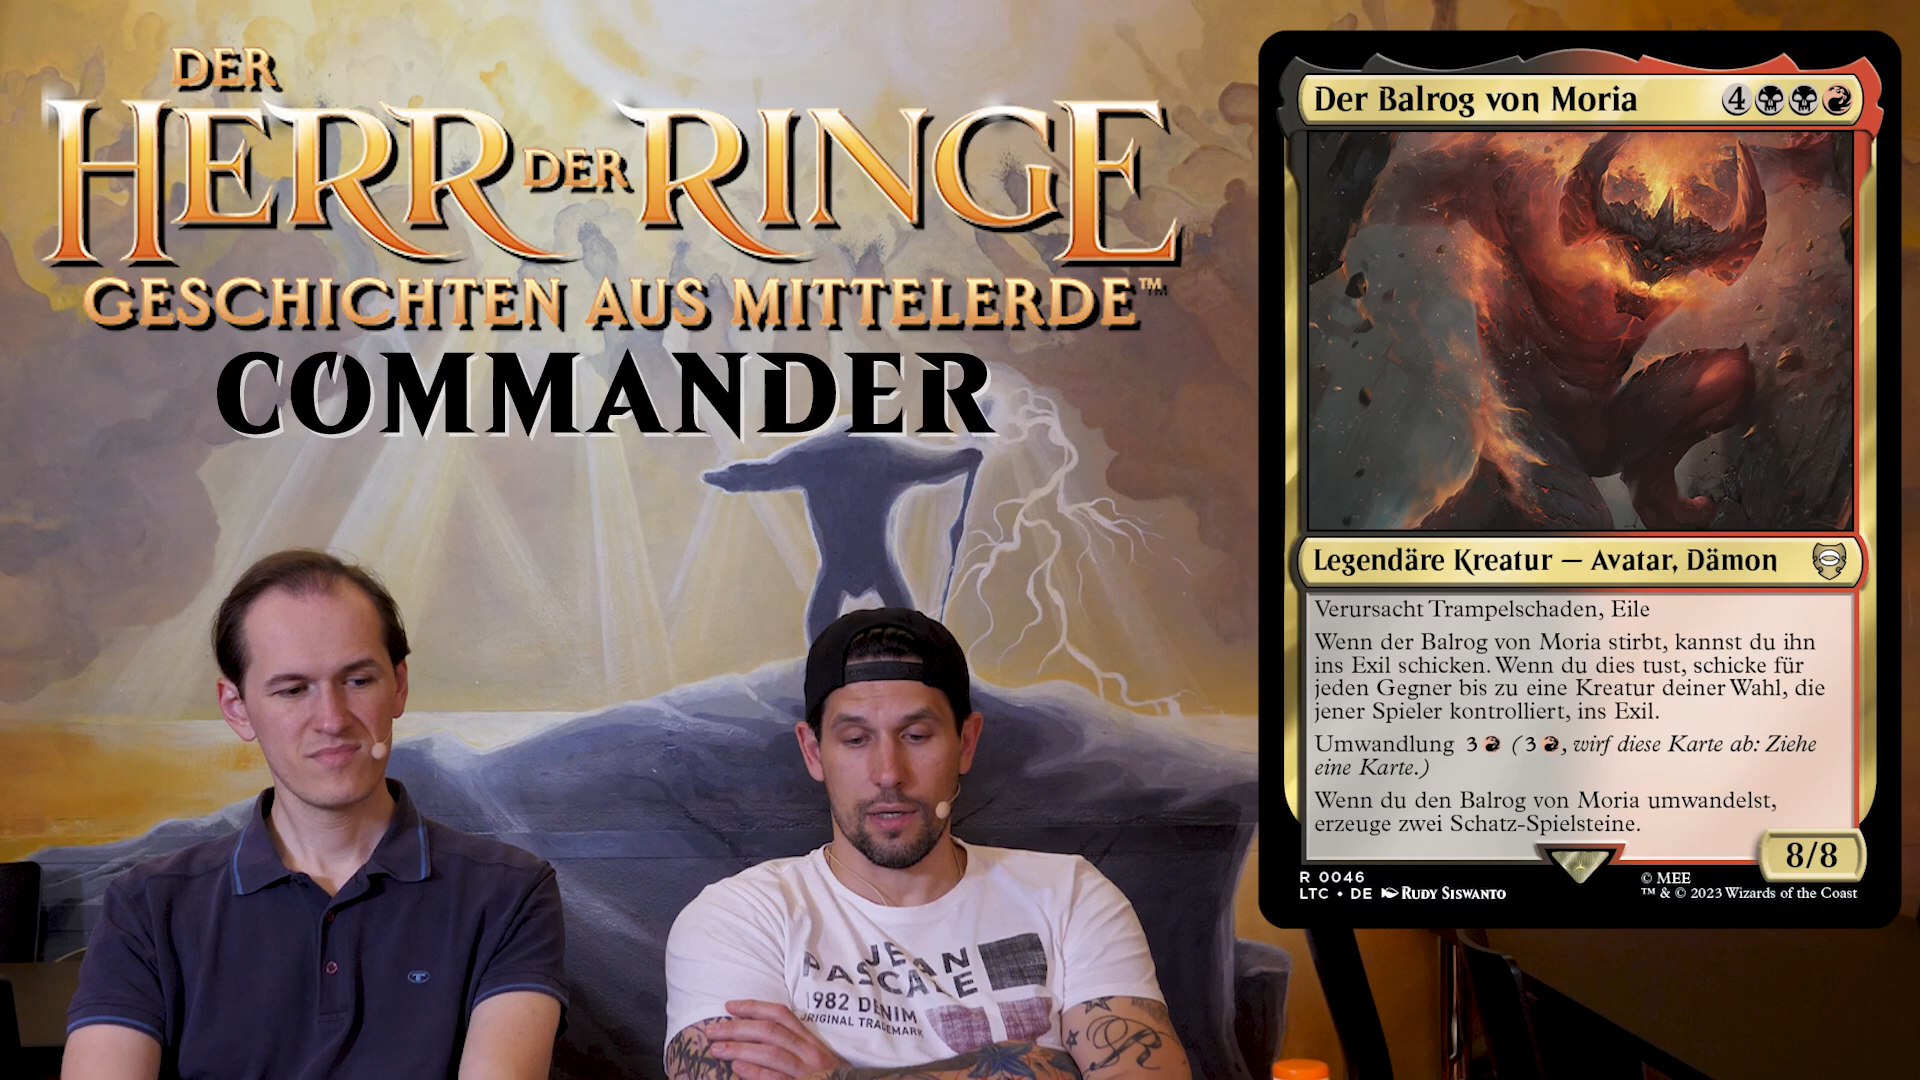 DER
HERR DER RINGE
GESCHICHTEN AUS MITTELERDE™
COMMANDER
Der Balrog von Moria 4
Legendäre Kreatur — Avatar, Dämon
Verursacht Trampelschaden, Eile
Wenn der Balrog von Moria stirbt, kannst du ihn
ins Exil schicken. Wenn du dies tust, schicke für
jeden Gegner bis zu eine Kreatur deiner Wahl, die
jener Spieler kontrolliert, ins Exil.
Umwandlung 3 (3, wirf diese Karte ab: Ziehe
eine Karte.)
Wenn du den Balrog von Moria umwandelst,
erzeuge zwei Schatz-Spielsteine.
8/8
R 0046
LTC • DE RUDY SISWANTO
© MEE
™ & © 2023 Wizards of the Coast
JEAN
PASCALE
1982 DENIM
ORIGINAL TRADEMARK